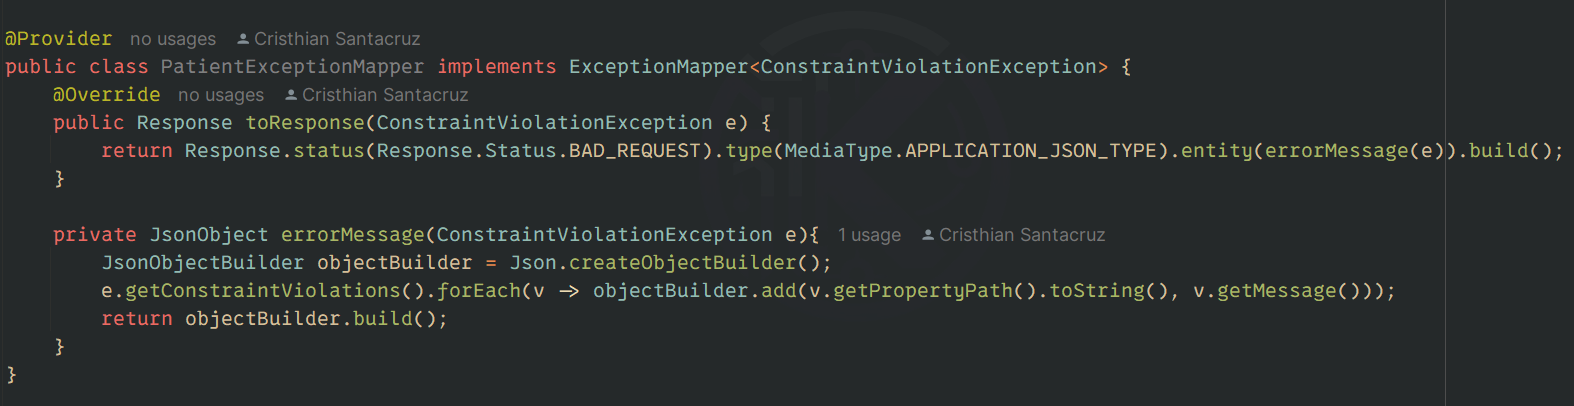 @Provider no usages Cristhian Santacruz
public class PatientExceptionMapper implements ExceptionMapper<ConstraintViolationException> {
    @Override no usages Cristhian Santacruz
    public Response toResponse(ConstraintViolationException e) {
        return Response.status(Response.Status.BAD_REQUEST).type(MediaType.APPLICATION_JSON_TYPE).entity(errorMessage(e)).build();
    }
    private JsonObject errorMessage(ConstraintViolationException e){ 1 usage Cristhian Santacruz
        JsonObjectBuilder objectBuilder = Json.createObjectBuilder();
        e.getConstraintViolations().forEach(v -> objectBuilder.add(v.getPropertyPath().toString(), v.getMessage()));
        return objectBuilder.build();
    }
}